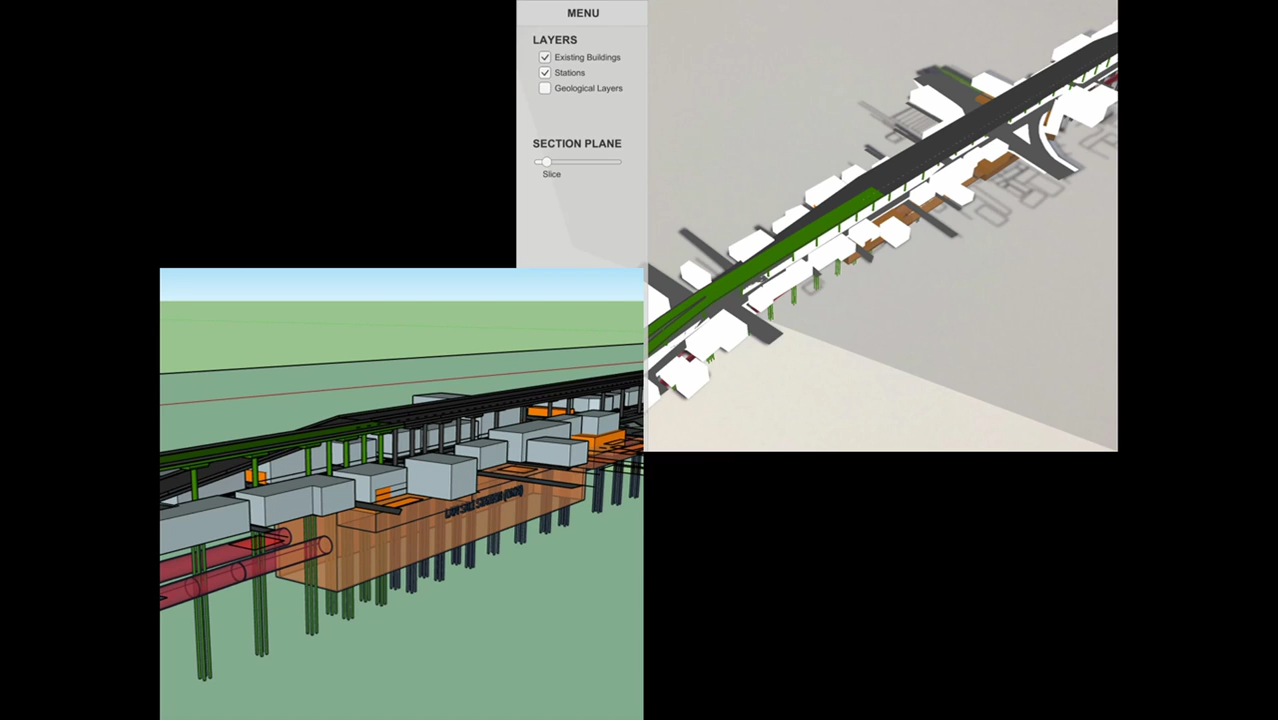 MENU
LAYERS
Existing Buildings
Stations
Geological Layers
SECTION PLANE
Slice